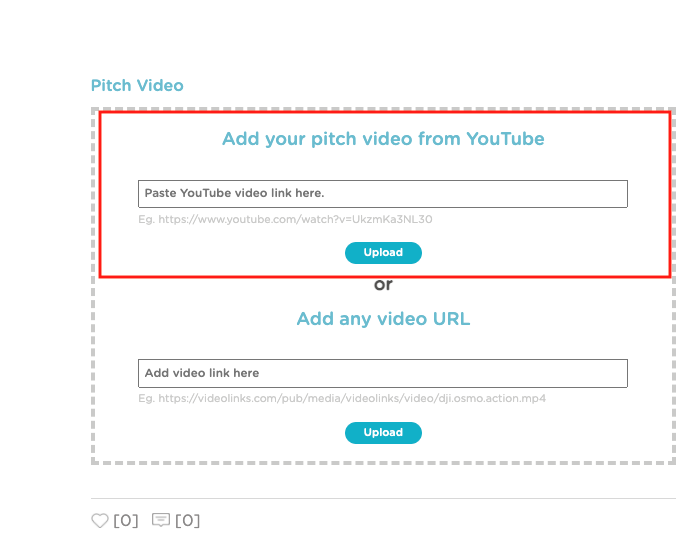 Pitch Video
Add your pitch video from YouTube
Paste YouTube video link here.
Eg. https://www.youtube.com/watch?v=UkzmKa3NL30
Upload
or
Add any video URL
Add video link here
Eg. https://videolinks.com/pub/media/videolinks/video/dji.osmo.action.mp4
Upload
[0] [0]